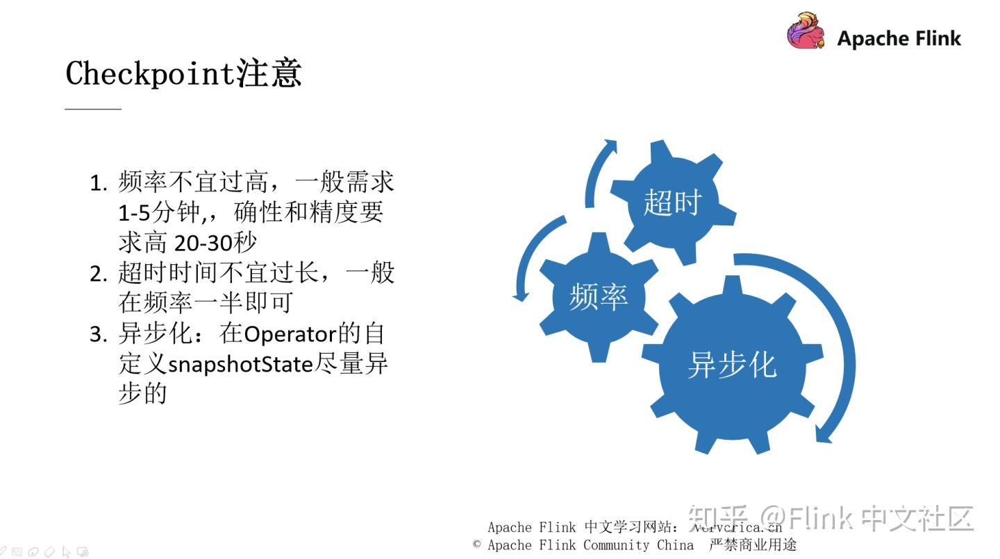 Apache Flink
Checkpoint注意
1. 频率不宜过高，一般需求
1-5分钟,，确性和精度要
求高 20-30秒
2. 超时时间不宜过长，一般
在频率一半即可
3. 异步化：在Operator的自
定义snapshotState尽量异
步的
超时
频率
异步化
知乎 @Flink 中文社区
Apache Flink 中文学习网站： ververica.cn
© Apache Flink Community China 严禁商业用途